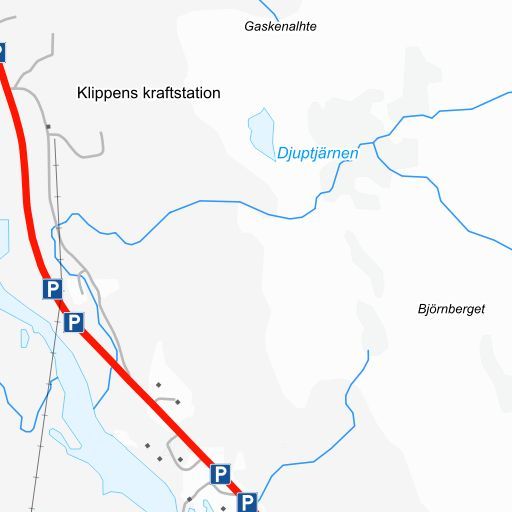 Gaskenalhte
P
Klippens kraftstation
Djuptjärnen
P
Björnberget
P
P
P